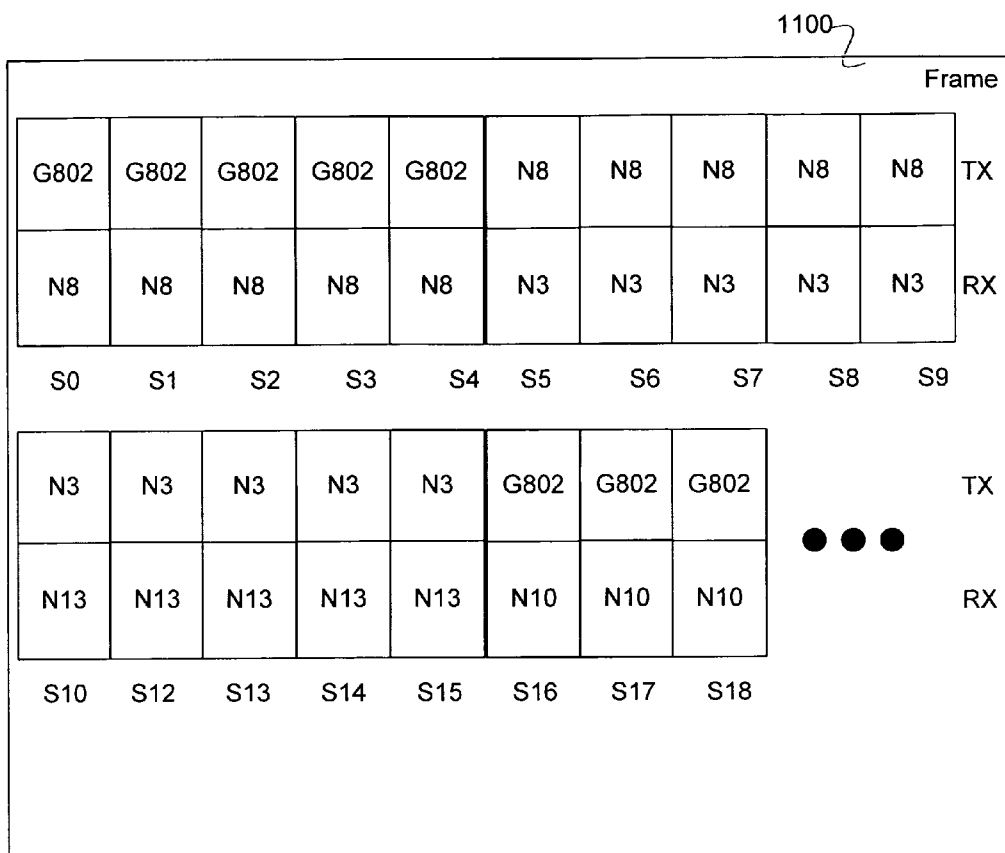 1100
Frame
G802 G802 G802 G802 G802 N8 N8 N8 N8 N8 TX
N8 N8 N8 N8 N8 N3 N3 N3 N3 N3 RX
S0 S1 S2 S3 S4 S5 S6 S7 S8 S9
N3 N3 N3 N3 N3 G802 G802 G802 TX
N13 N13 N13 N13 N13 N10 N10 N10 RX
S10 S12 S13 S14 S15 S16 S17 S18